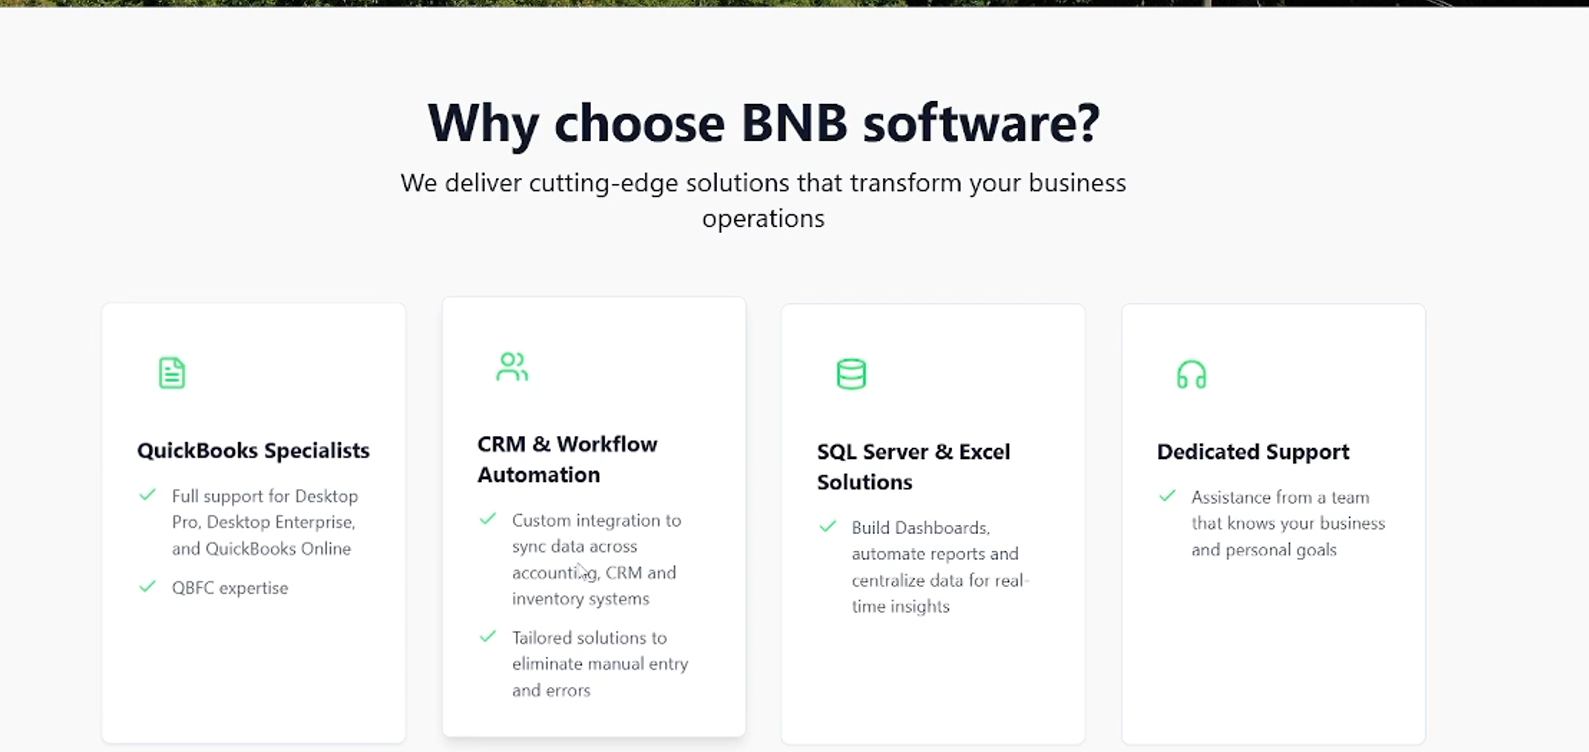 Why choose BNB software?
We deliver cutting-edge solutions that transform your business
operations
QuickBooks Specialists
Full support for Desktop
Pro, Desktop Enterprise,
and QuickBooks Online
QBFC expertise
CRM & Workflow
Automation
Custom integration to
sync data across
accounting, CRM and
inventory systems
Tailored solutions to
eliminate manual entry
and errors
SQL Server & Excel
Solutions
Build Dashboards,
automate reports and
centralize data for real-
time insights
Dedicated Support
Assistance from a team
that knows your business
and personal goals